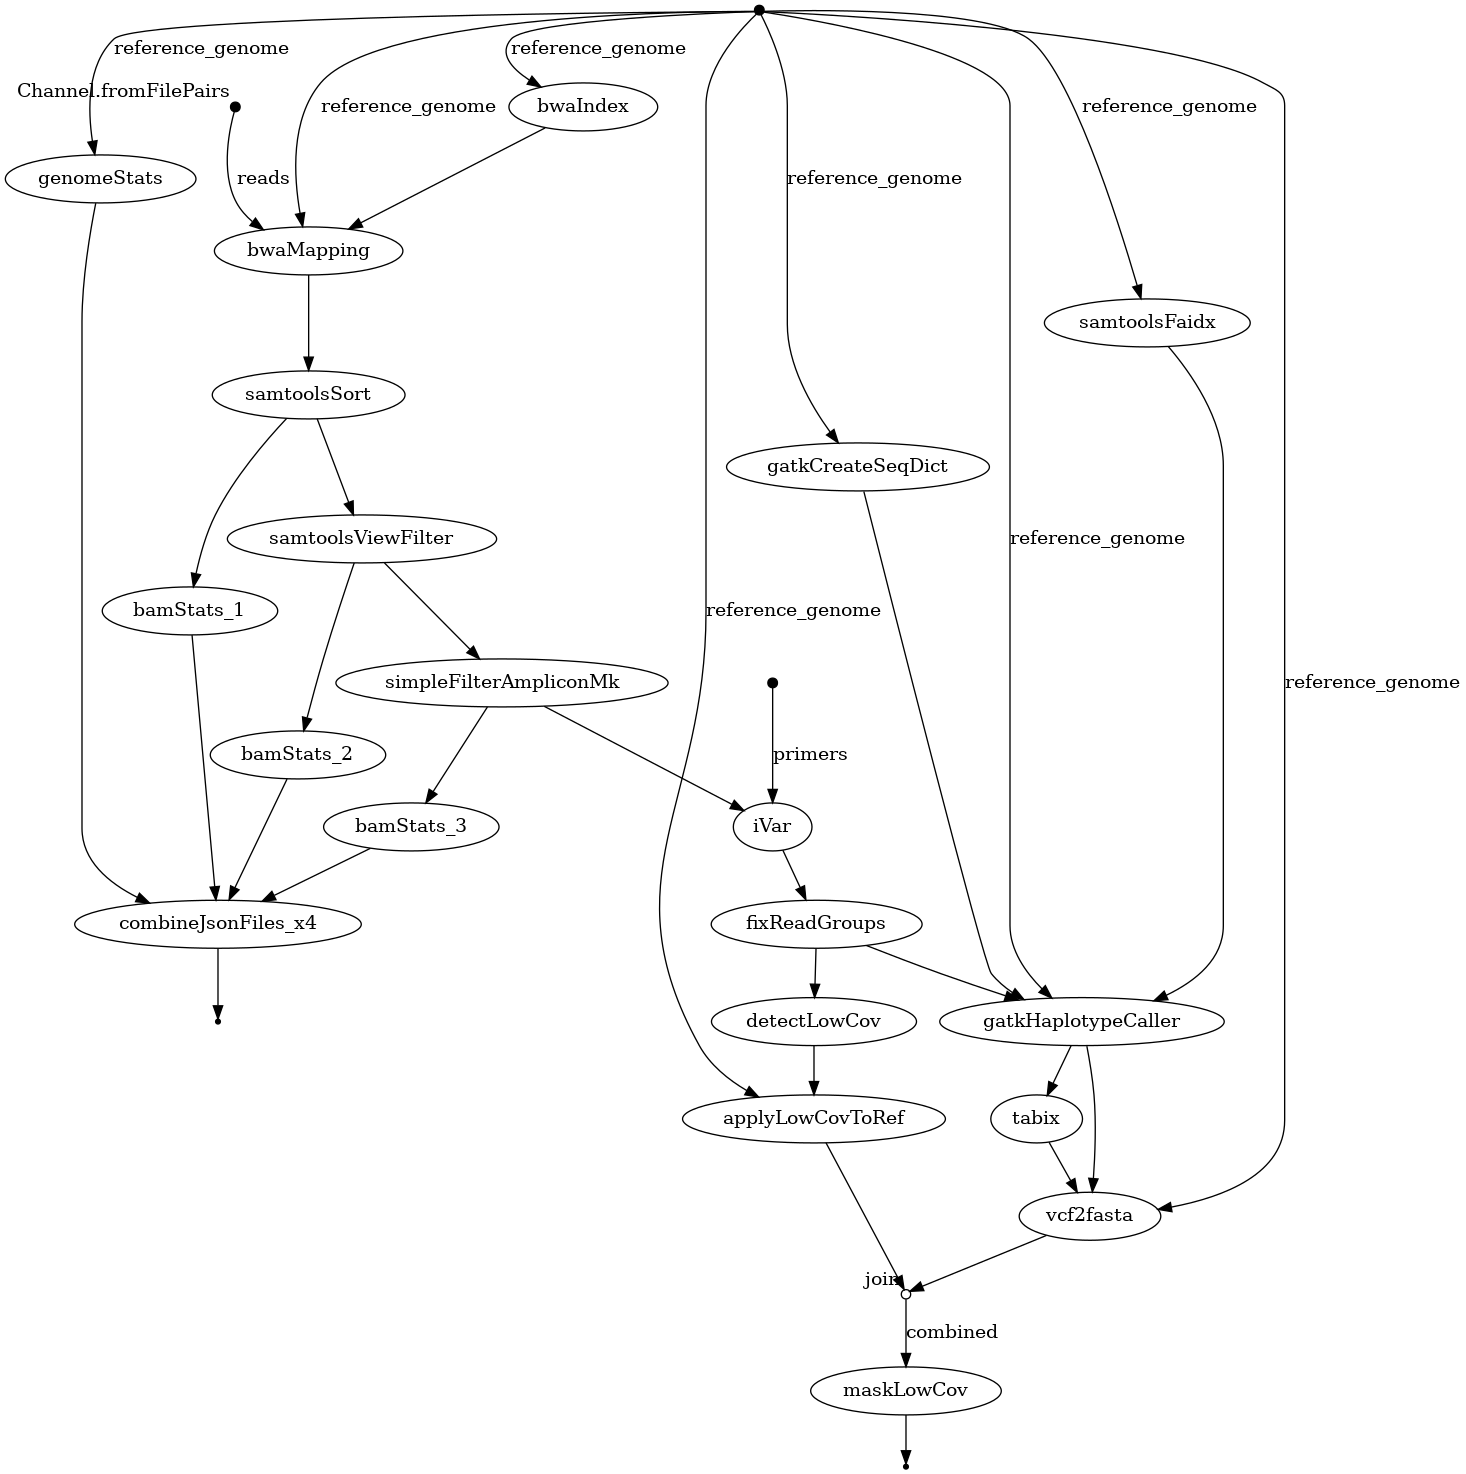 reference_genome
reference_genome
Channel.fromFilePairs
reference_genome
bwaIndex
reference_genome
genomeStats
reads
reference_genome
bwaMapping
samtoolsFaidx
samtoolsSort
gatkCreateSeqDict
samtoolsViewFilter
reference_genome
bamStats_1
reference_genome
simpleFilterAmpliconMk
reference_genome
bamStats_2
primers
bamStats_3
iVar
combineJsonFiles_x4
fixReadGroups
detectLowCov
gatkHaplotypeCaller
applyLowCovToRef
tabix
vcf2fasta
join
combined
maskLowCov